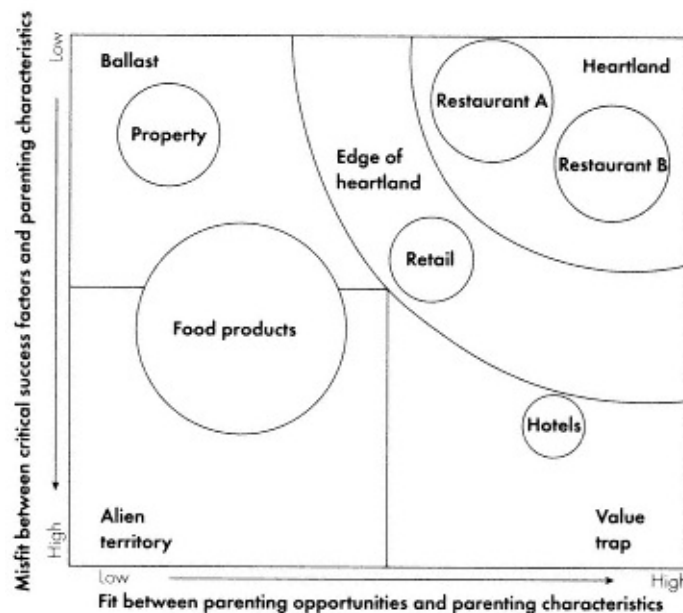 Misfit between critical success factors and parenting characteristics
Low
High
Ballast
Heartland
Property
Restaurant A
Restaurant B
Edge of
heartland
Retail
Food products
Hotels
Alien
territory
Value
trap
Low
High
Fit between parenting opportunities and parenting characteristics